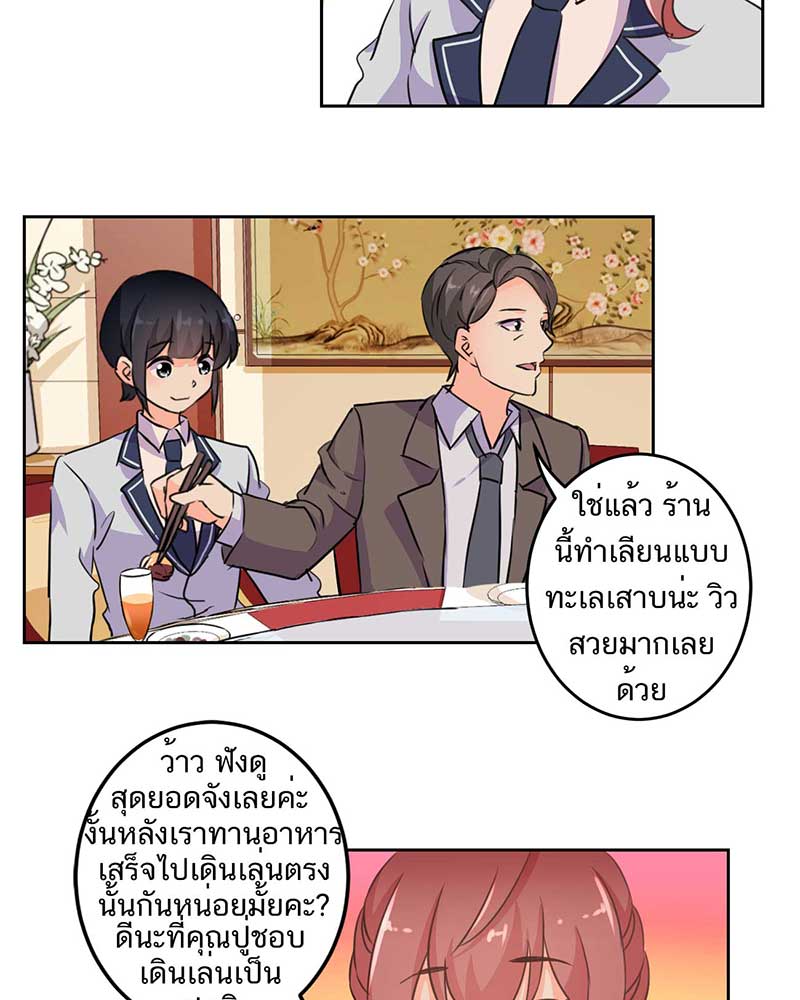 ใช่แล้ว ร้าน
นี้ทำเลียนแบบ
ทะเลสาบน่ะ วิว
สวยมากเลย
ด้วย
ว้าว ฟังดู
สุดยอดจังเลยค่ะ
งั้นหลังเราทานอาหาร
เสร็จไปเดินเล่นตรง
นั้นกันหน่อยมั้ยคะ?
ดีนะที่คุณปู่ชอบ
เดินเล่นเป็น